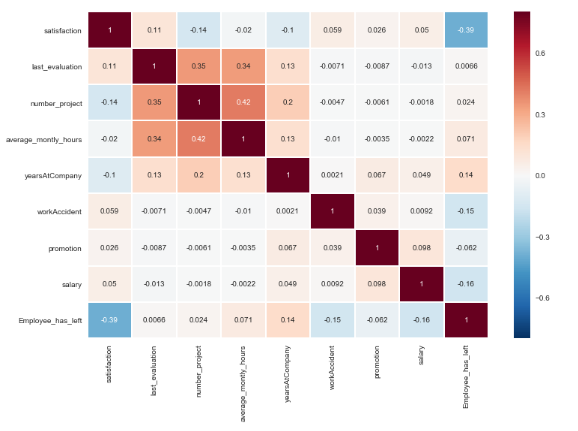 satisfaction 1 0.11 -0.14 -0.02 -0.1 0.059 0.026 0.05 -0.39
last_evaluation 0.11 1 0.35 0.34 0.13 -0.0071 -0.0087 -0.013 0.0066
number_project -0.14 0.35 1 0.42 0.2 -0.0047 -0.0061 -0.0018 0.024
average_montly_hours -0.02 0.34 0.42 1 0.13 -0.01 -0.0035 -0.0022 0.071
yearsAtCompany -0.1 0.13 0.2 0.13 1 0.0021 0.067 0.049 0.14
workAccident 0.059 -0.0071 -0.0047 -0.01 0.0021 1 0.039 0.0092 -0.15
promotion 0.026 -0.0087 -0.0061 -0.0035 0.067 0.039 1 0.098 -0.062
salary 0.05 -0.013 -0.0018 -0.0022 0.049 0.0092 0.098 1 -0.16
Employee_has_left -0.39 0.0066 0.024 0.071 0.14 -0.15 -0.062 -0.16 1
satisfaction
last_evaluation
number_project
average_montly_hours
yearsAtCompany
workAccident
promotion
salary
Employee_has_left
0.6
0.3
0.0
-0.3
-0.6